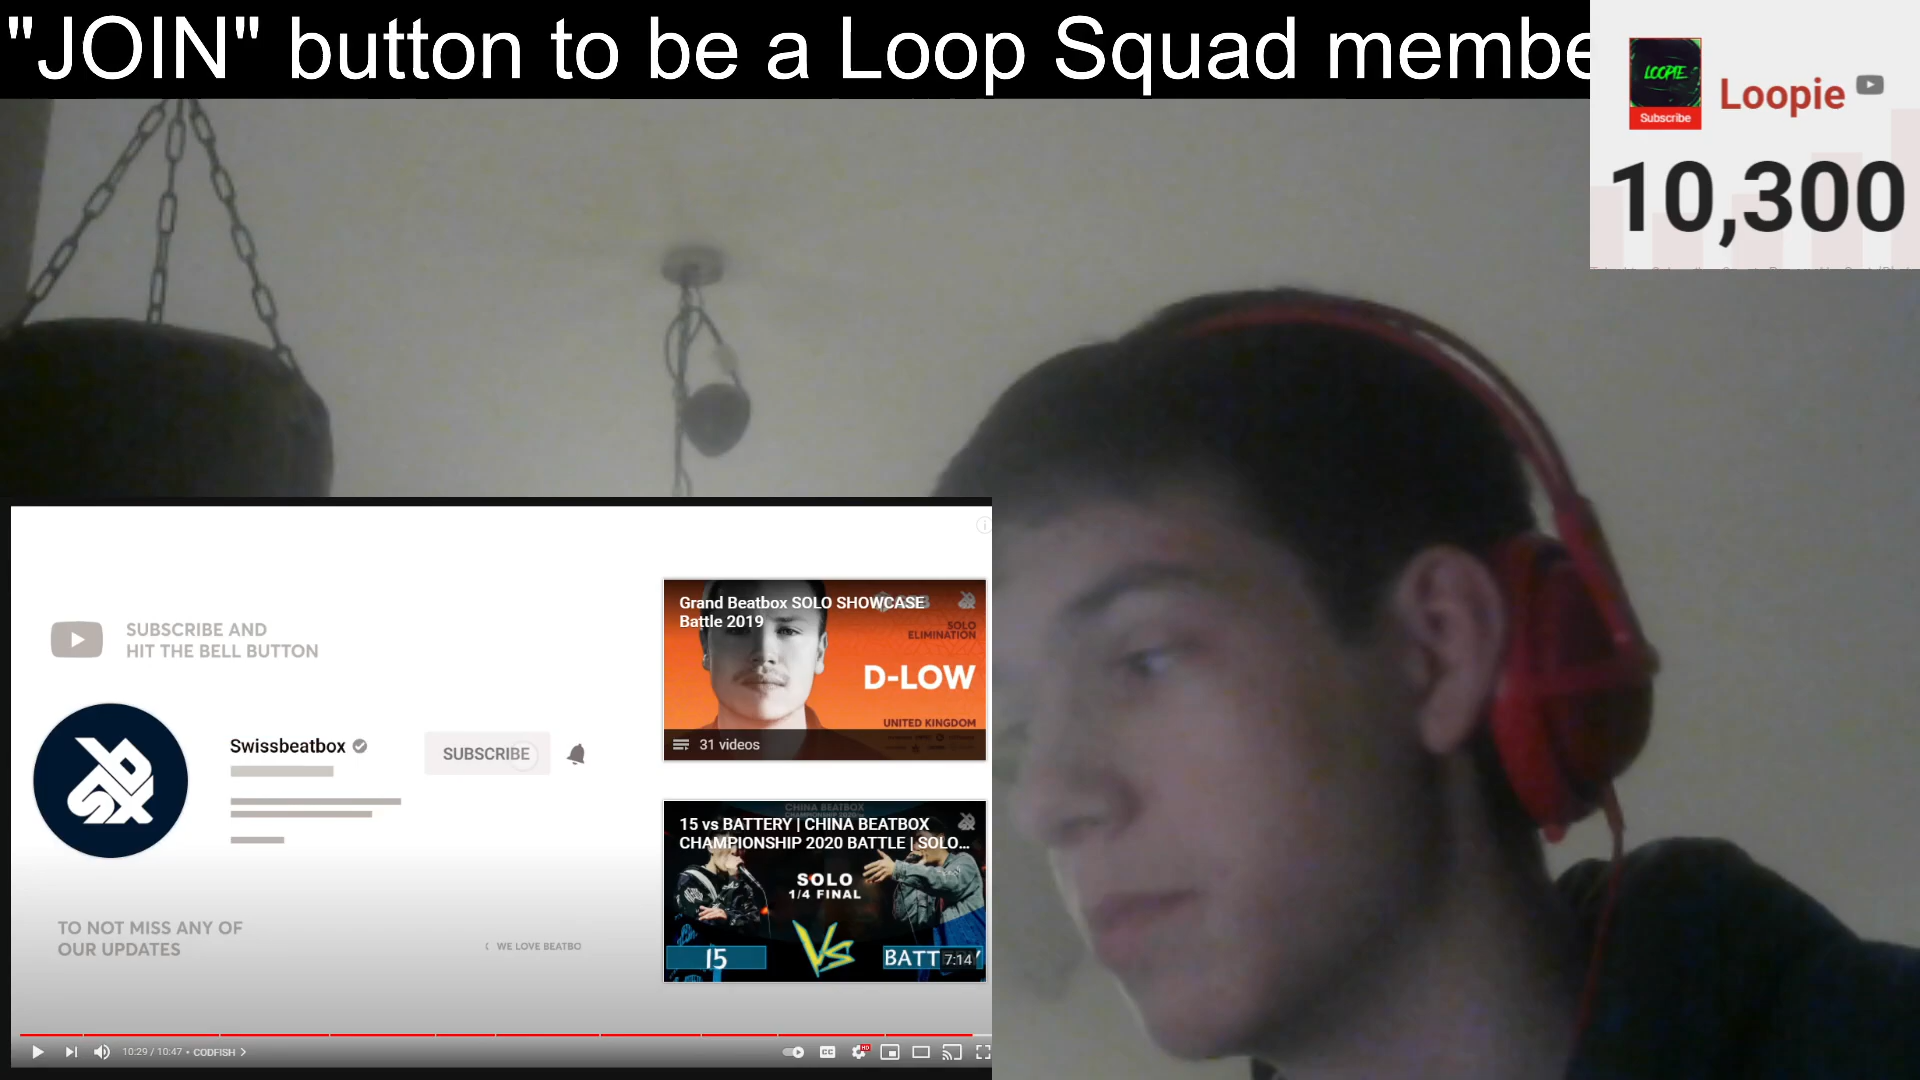 "JOIN" button to be a Loop Squad membe
LOOPIE
Subscribe
Loopie
10,300
SUBSCRIBE AND
HIT THE BELL BUTTON
Swissbeatbox
SUBSCRIBE
TO NOT MISS ANY OF
OUR UPDATES
WE LOVE BEATBO
Grand Beatbox SOLO SHOWCASE
Battle 2019
SOLO
ELIMINATION
D-LOW
UNITED KINGDOM
31 videos
CHINA BEATBOX
15 vs BATTERY | CHINA BEATBOX
CHAMPIONSHIP 2020 BATTLE | SOLO...
SOLO
1/4 FINAL
VS
15
BATT
7:14
10:29 / 10:47 • CODFISH
CC
HD